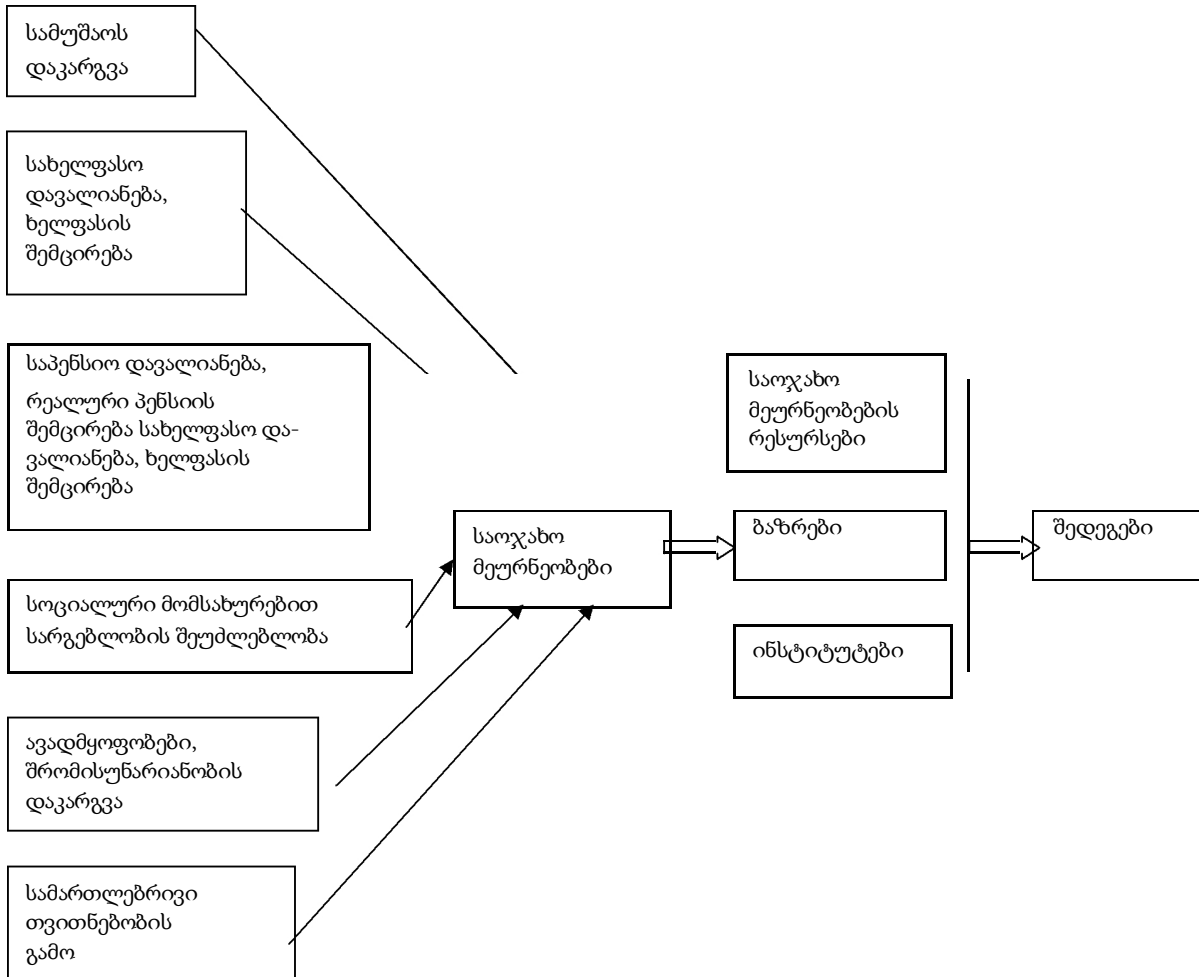 სამუშაოს
დაკარგვა
სახელფასო
დავალიანება,
ხელფასის
შემცირება
საპენსიო დავალიანება,
რეალური პენსიის
შემცირება სახელფასო და-
ვალიანება, ხელფასის
შემცირება
სოციალური მომსახურებით
სარგებლობის შეუძლებლობა
ავადმყოფობები,
შრომისუნარიანობის
დაკარგვა
სამართლებრივი
თვითნებობის
გამო
საოჯახო
მეურნეობები
საოჯახო
მეურნეობების
რესურსები
ბაზრები
ინსტიტუტები
შედეგები